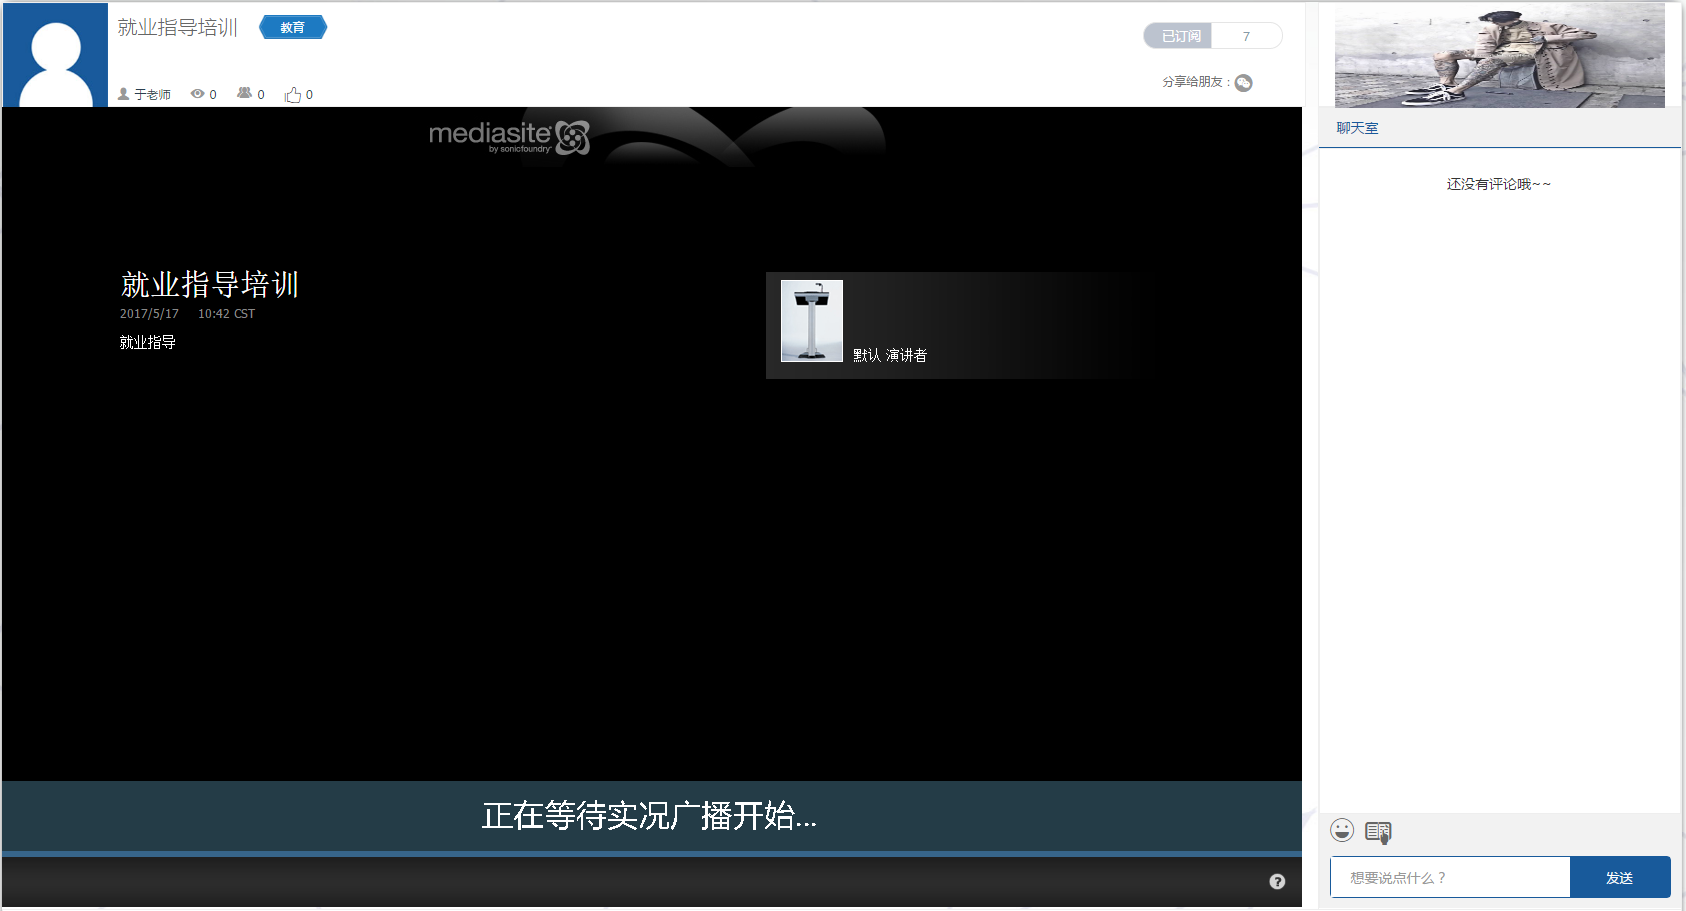 就业指导培训
教育
于老师 0 0 0
已订阅 7
分享给朋友：
mediasite
by sonicfoundry
就业指导培训
2017/5/17 10:42 CST
就业指导
默认 演讲者
正在等待实况广播开始...
?
聊天室
还没有评论哦~~
想要说点什么？
发送